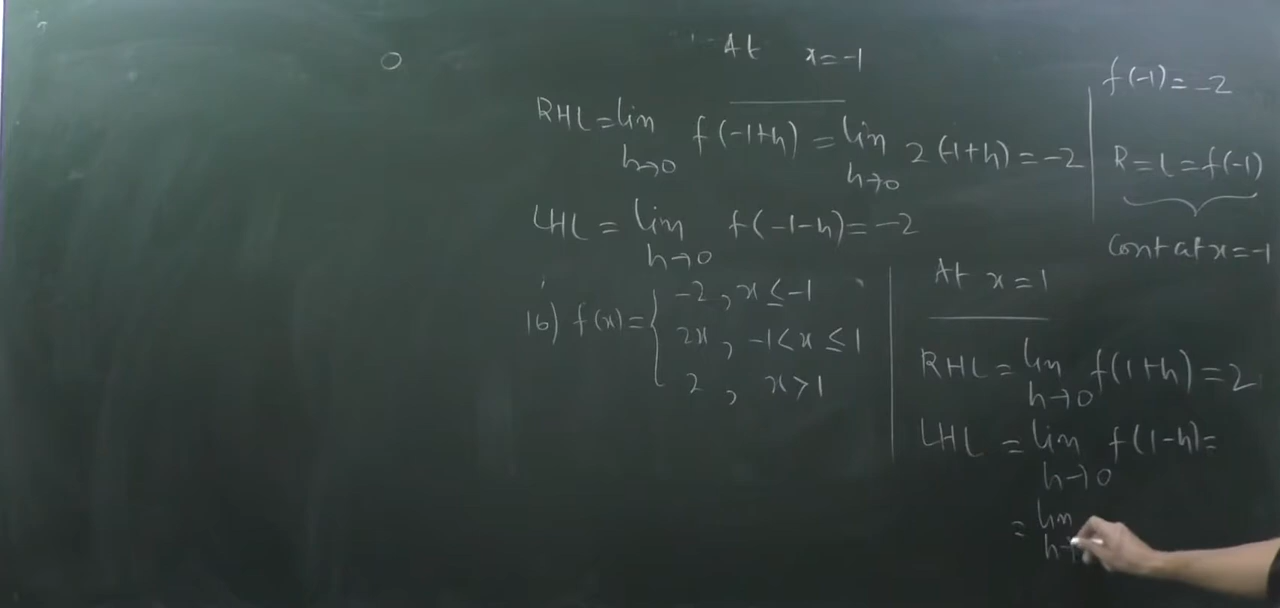 At x=-1
RHL = lim h→0 f(-1+h) = lim h→0 2(-1+h) = -2
LHL = lim h→0 f(-1-h) = -2
f(-1) = -2
R = L = f(-1)
Cont at x=-1
16) f(x) = {
-2, x ≤ -1
2x, -1 < x ≤ 1
2, x > 1
At x=1
RHL = lim h→0 f(1+h) = 2
LHL = lim h→0 f(1-h) =
= lim h→